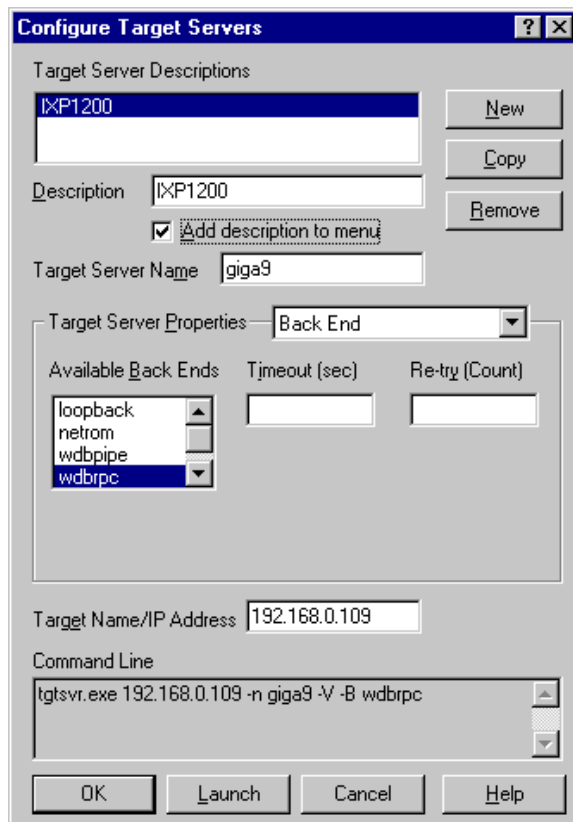 Configure Target Servers
Target Server Descriptions
IXP1200
New
Copy
Description IXP1200
Remove
Add description to menu
Target Server Name giga9
Target Server Properties Back End
Available Back Ends Timeout (sec) Re-try (Count)
loopback
netrom
wdbpipe
wdbrpc
Target Name/IP Address 192.168.0.109
Command Line
tgtsvr.exe 192.168.0.109 -n giga9 -V -B wdbrpc
OK Launch Cancel Help